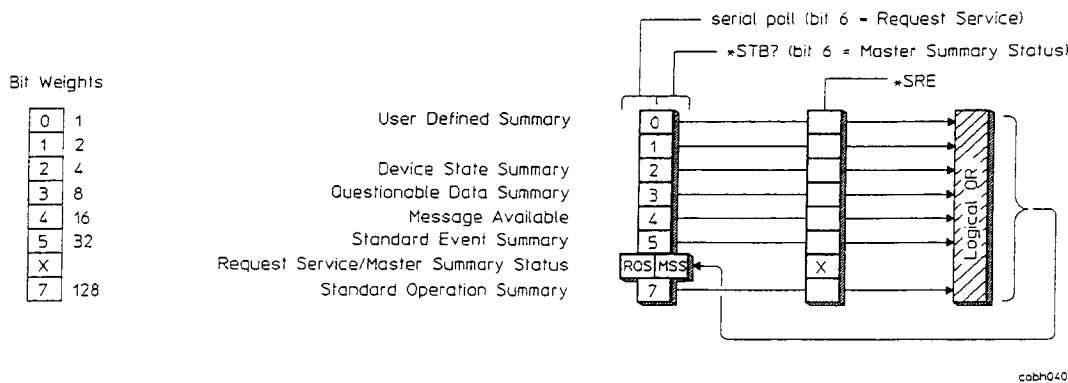 serial poll (bit 6 = Request Service)
*STB? (bit 6 = Master Summary Status)
*SRE
Bit Weights
0 1 User Defined Summary 0
1 2 1
2 4 Device State Summary 2
3 8 Questionable Data Summary 3
4 16 Message Available 4
5 32 Standard Event Summary 5
X Request Service/Master Summary Status RQS MSS X
7 128 Standard Operation Summary 7
Logical OR
cobh040